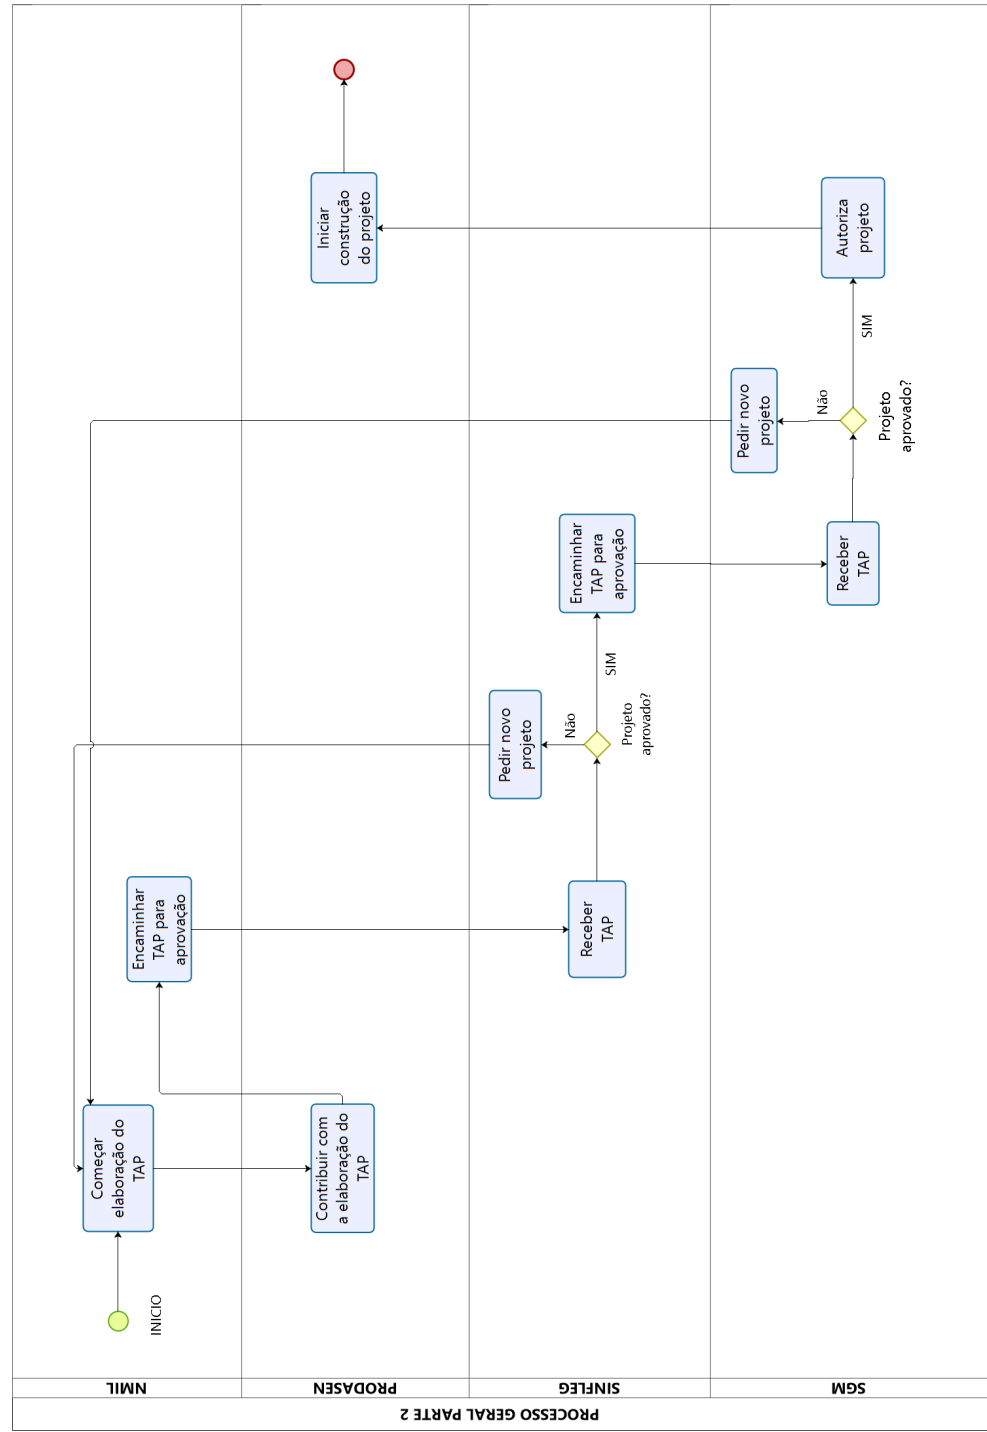 PROCESSO GERAL PARTE 2
NMIL
INICIO
Começar
elaboração do
TAP
Encaminhar
TAP para
aprovação
PRODASEN
Contribuir com
a elaboração do
TAP
Iniciar
construção
do projeto
SINFLEG
Receber
TAP
Projeto
aprovado?
Não
Pedir novo
projeto
SIM
Encaminhar
TAP para
aprovação
SGM
Receber
TAP
Projeto
aprovado?
Não
Pedir novo
projeto
SIM
Autoriza
projeto